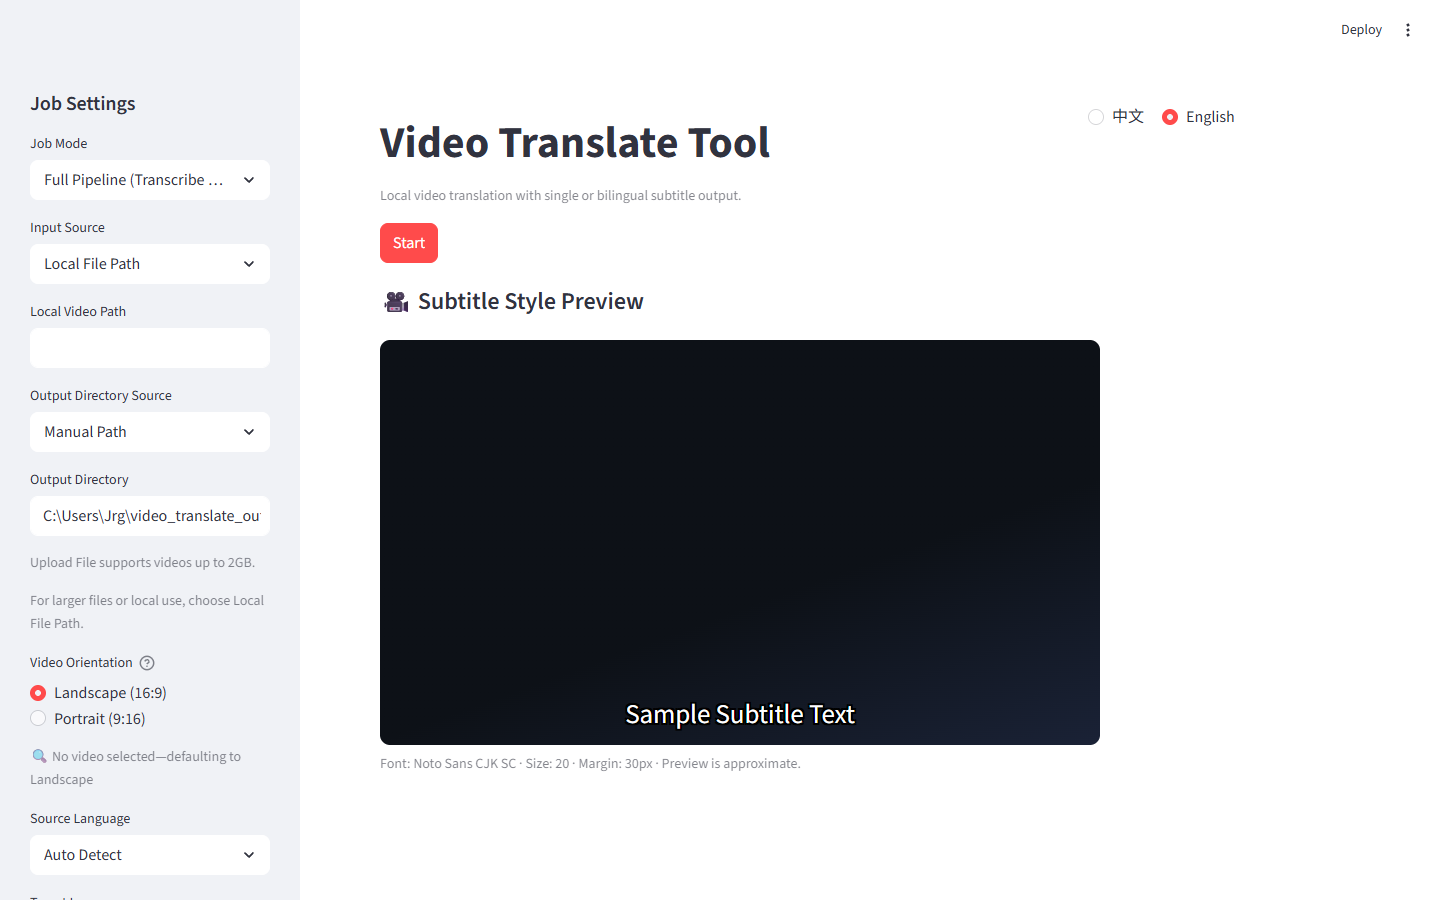 Deploy
Job Settings
Job Mode
Full Pipeline (Transcribe ...
Input Source
Local File Path
Local Video Path
Output Directory Source
Manual Path
Output Directory
C:\Users\Jrg\video_translate_ou
Upload File supports videos up to 2GB.
For larger files or local use, choose Local
File Path.
Video Orientation
Landscape (16:9)
Portrait (9:16)
No video selected—defaulting to
Landscape
Source Language
Auto Detect
中文
English
Video Translate Tool
Local video translation with single or bilingual subtitle output.
Start
Subtitle Style Preview
Sample Subtitle Text
Font: Noto Sans CJK SC · Size: 20 · Margin: 30px · Preview is approximate.